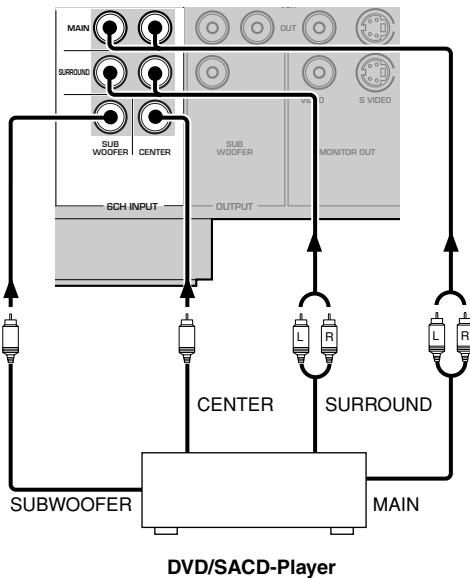 MAIN
OUT
SURROUND
VIDEO
S VIDEO
SUB
WOOFER
CENTER
SUB
WOOFER
MONITOR OUT
6CH INPUT
OUTPUT
L
R
L
R
CENTER
SURROUND
SUBWOOFER
MAIN
DVD/SACD-Player